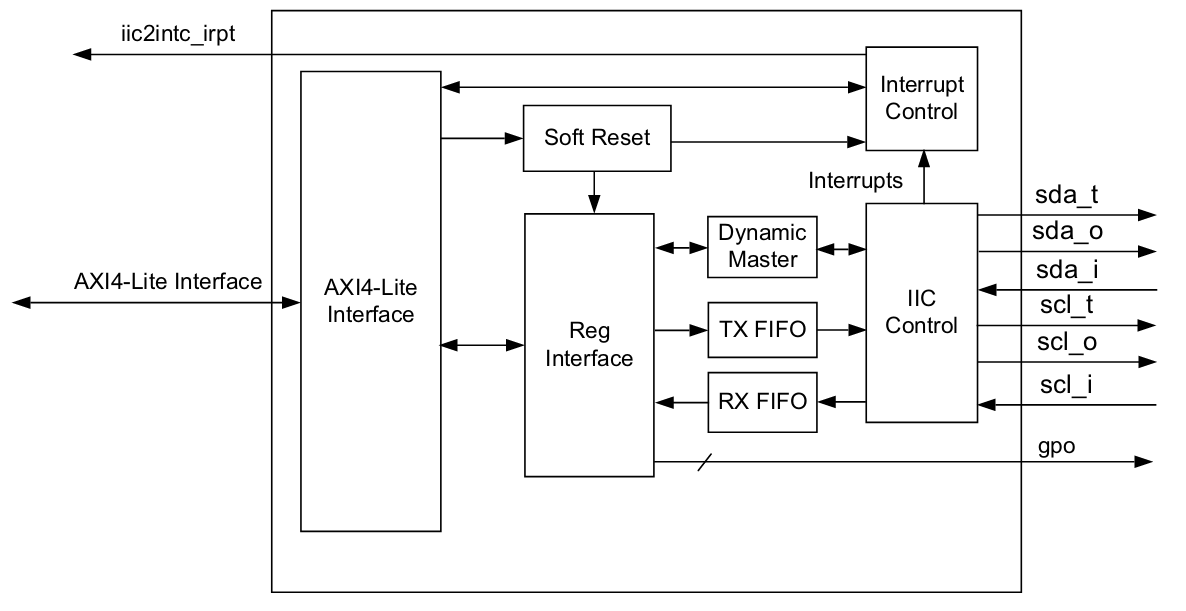 iic2intc_irpt
Interrupt
Control
Soft Reset
Interrupts
sda_t
Dynamic
Master
sda_o
AXI4-Lite Interface
AXI4-Lite
Interface
sda_i
IIC
Control
scl_t
Reg
Interface
TX FIFO
scl_o
RX FIFO
scl_i
gpo